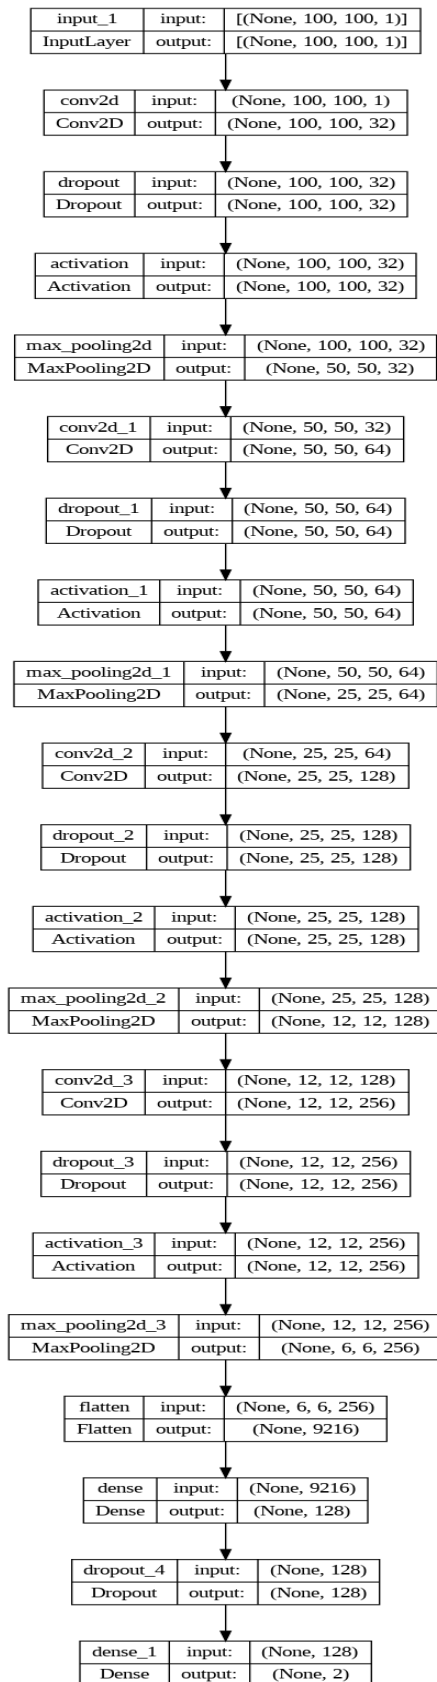 input_1 input: [(None, 100, 100, 1)]
InputLayer output: [(None, 100, 100, 1)]
conv2d input: (None, 100, 100, 1)
Conv2D output: (None, 100, 100, 32)
dropout input: (None, 100, 100, 32)
Dropout output: (None, 100, 100, 32)
activation input: (None, 100, 100, 32)
Activation output: (None, 100, 100, 32)
max_pooling2d input: (None, 100, 100, 32)
MaxPooling2D output: (None, 50, 50, 32)
conv2d_1 input: (None, 50, 50, 32)
Conv2D output: (None, 50, 50, 64)
dropout_1 input: (None, 50, 50, 64)
Dropout output: (None, 50, 50, 64)
activation_1 input: (None, 50, 50, 64)
Activation output: (None, 50, 50, 64)
max_pooling2d_1 input: (None, 50, 50, 64)
MaxPooling2D output: (None, 25, 25, 64)
conv2d_2 input: (None, 25, 25, 64)
Conv2D output: (None, 25, 25, 128)
dropout_2 input: (None, 25, 25, 128)
Dropout output: (None, 25, 25, 128)
activation_2 input: (None, 25, 25, 128)
Activation output: (None, 25, 25, 128)
max_pooling2d_2 input: (None, 25, 25, 128)
MaxPooling2D output: (None, 12, 12, 128)
conv2d_3 input: (None, 12, 12, 128)
Conv2D output: (None, 12, 12, 256)
dropout_3 input: (None, 12, 12, 256)
Dropout output: (None, 12, 12, 256)
activation_3 input: (None, 12, 12, 256)
Activation output: (None, 12, 12, 256)
max_pooling2d_3 input: (None, 12, 12, 256)
MaxPooling2D output: (None, 6, 6, 256)
flatten input: (None, 6, 6, 256)
Flatten output: (None, 9216)
dense input: (None, 9216)
Dense output: (None, 128)
dropout_4 input: (None, 128)
Dropout output: (None, 128)
dense_1 input: (None, 128)
Dense output: (None, 2)